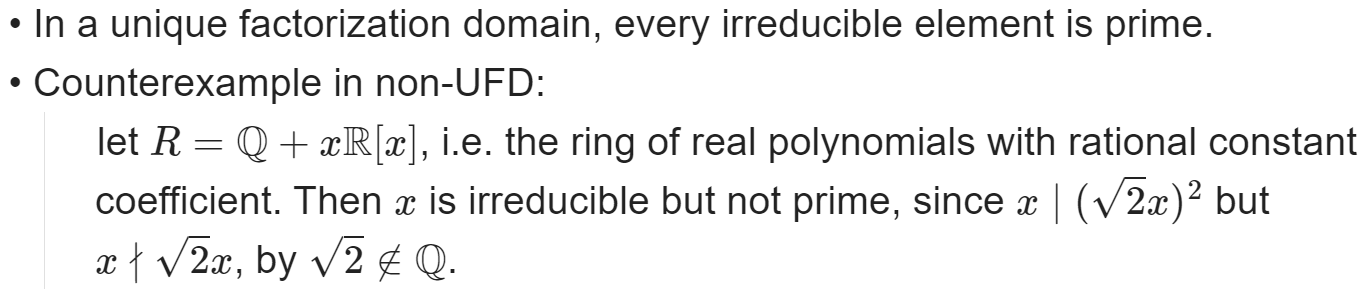 • In a unique factorization domain, every irreducible element is prime.
• Counterexample in non-UFD:
let R = ℚ + xℝ[x], i.e. the ring of real polynomials with rational constant
coefficient. Then x is irreducible but not prime, since x | (√2x)² but
x ∤ √2x, by √2 ∉ ℚ.